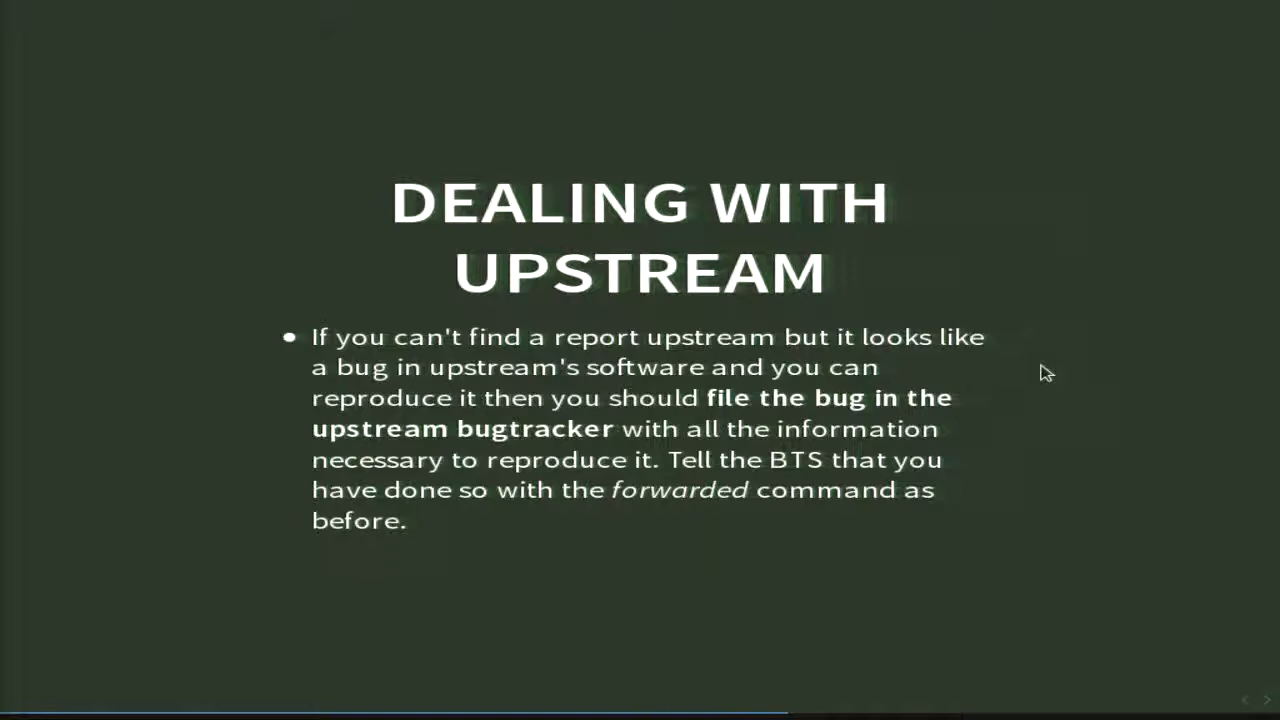 DEALING WITH
UPSTREAM
• If you can't find a report upstream but it looks like
a bug in upstream's software and you can
reproduce it then you should file the bug in the
upstream bugtracker with all the information
necessary to reproduce it. Tell the BTS that you
have done so with the forwarded command as
before.